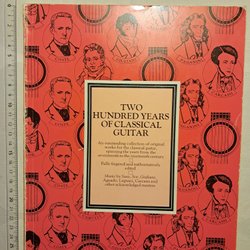 TWO
HUNDRED YEARS
OF CLASSICAL
GUITAR
An outstanding collection of original
works for the classical guitar
spanning the years from the
seventeenth to the nineteenth century
Fully fingered and authoritatively
edited
Music by Sanz, Sor, Giuliani,
Aguado, Legnani, Carcassi and
other acknowledged masters